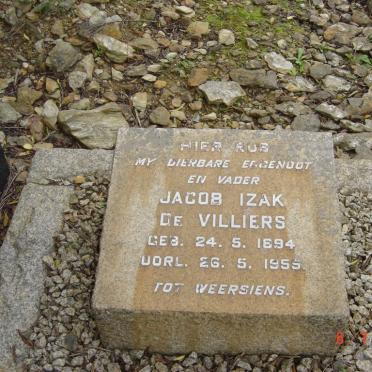 HIER RUS
MY DIERBARE EGGENOOT
EN VADER
JACOB IZAK
DE VILLIERS
GEB. 24. 5. 1894
OORL. 26. 5. 1955
TOT WEERSIENS.